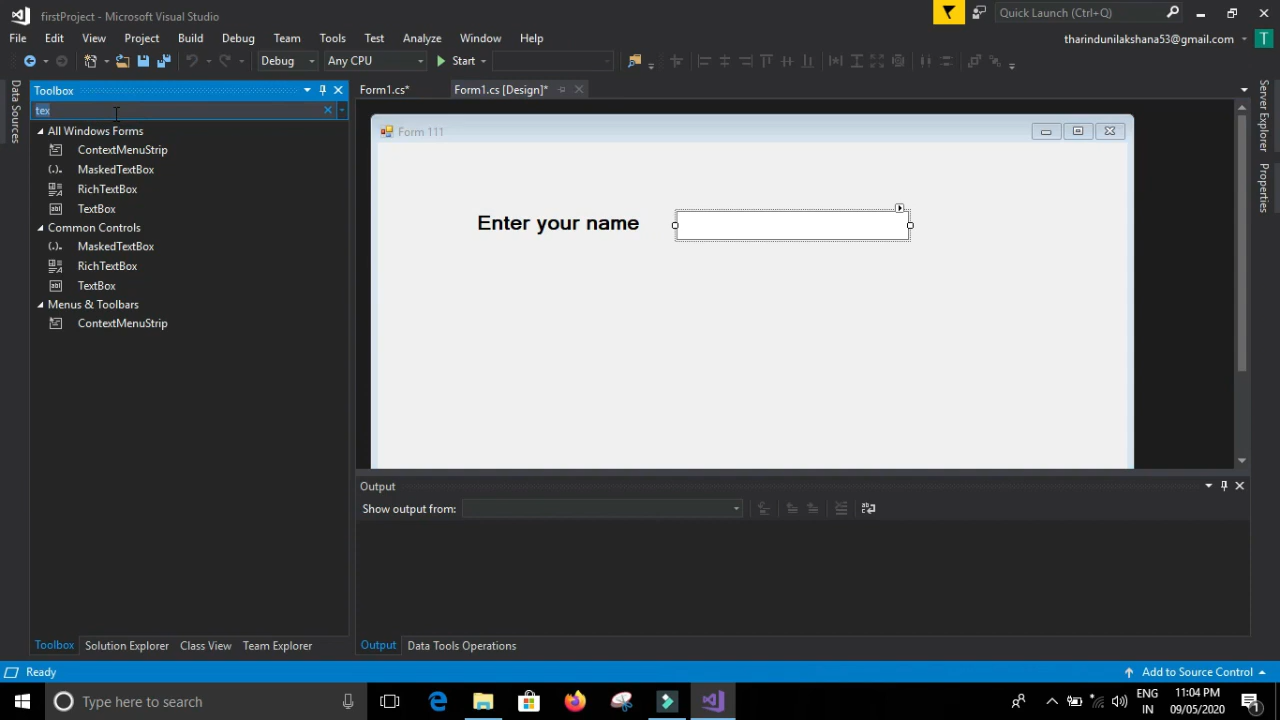 firstProject - Microsoft Visual Studio
Quick Launch (Ctrl+Q)
File Edit View Project Build Debug Team Tools Test Analyze Window Help
tharindunilakshana53@gmail.com
T
Debug Any CPU Start
Data Sources
Toolbox
tex
All Windows Forms
ContextMenuStrip
MaskedTextBox
RichTextBox
TextBox
Common Controls
MaskedTextBox
RichTextBox
TextBox
Menus & Toolbars
ContextMenuStrip
Toolbox Solution Explorer Class View Team Explorer
Form1.cs* Form1.cs [Design]*
Form 111
Enter your name
Server Explorer
Properties
Output
Show output from:
Output Data Tools Operations
Ready
Add to Source Control
Type here to search
ENG
IN
11:04 PM
09/05/2020
1